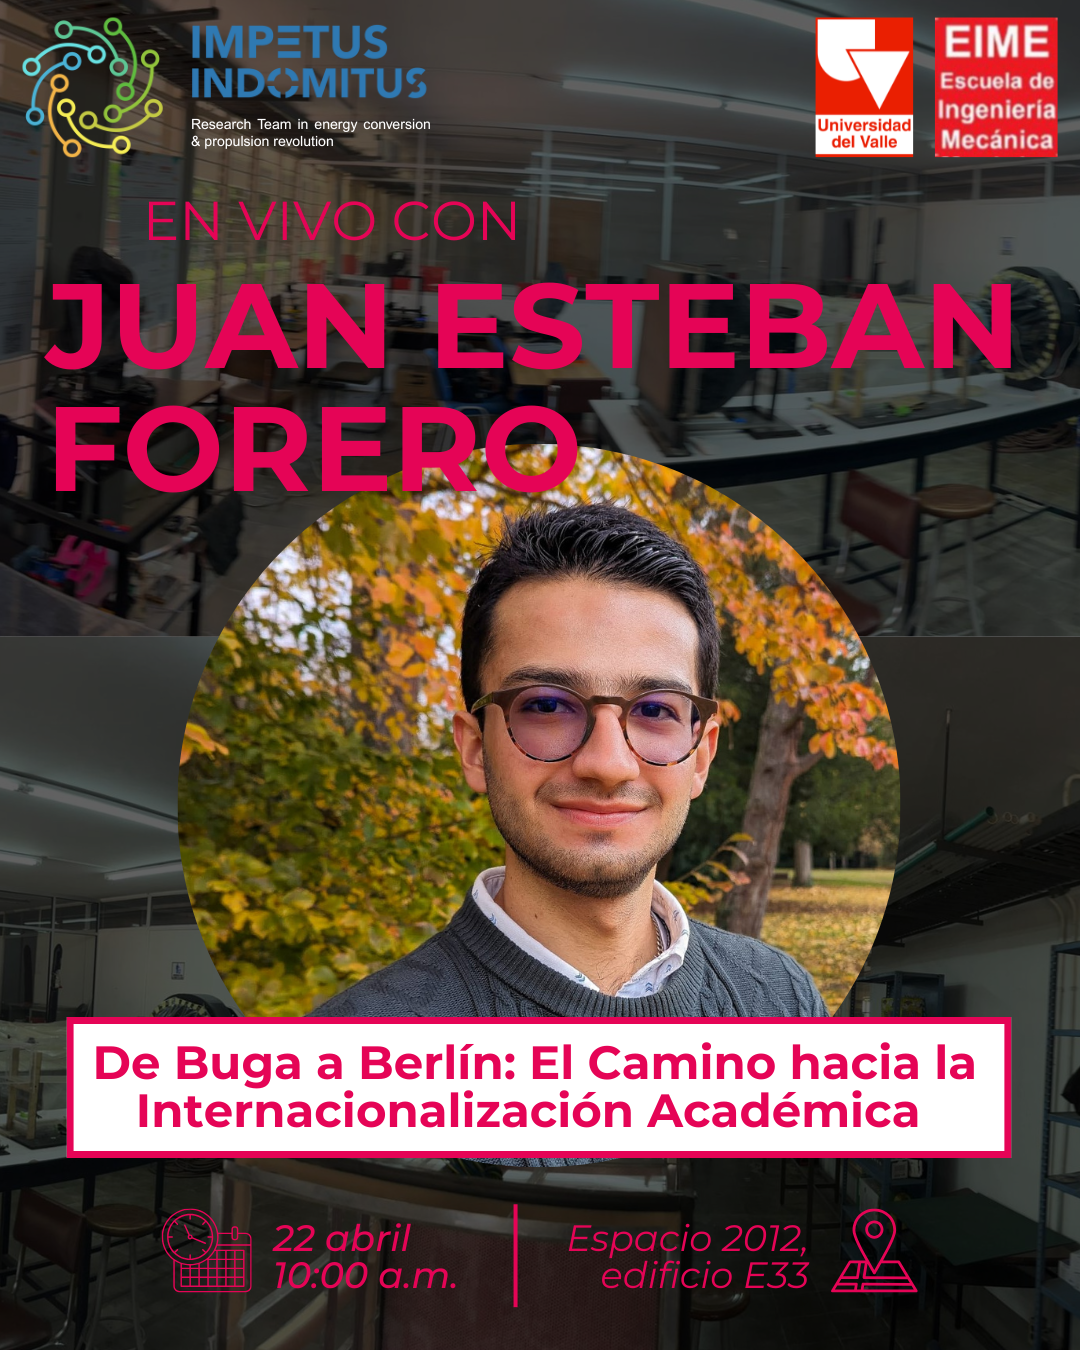 IMPETUS
INDOMITUS
Research Team in energy conversion
& propulsion revolution
Universidad
del Valle
EIME
Escuela de
Ingeniería
Mecánica
EN VIVO CON
JUAN ESTEBAN
FORERO
De Buga a Berlín: El Camino hacia la
Internacionalización Académica
22 abril
10:00 a.m.
Espacio 2012,
edificio E33